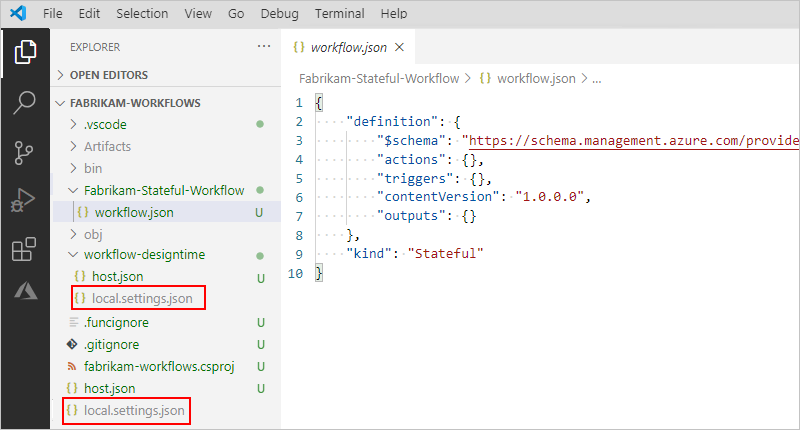 File Edit Selection View Go Debug Terminal Help
EXPLORER ...
OPEN EDITORS
FABRIKAM-WORKFLOWS
.vscode
Artifacts
bin
Fabrikam-Stateful-Workflow
{} workflow.json U
obj
workflow-designtime
{} host.json U
{} local.settings.json
.funcignore U
.gitignore U
fabrikam-workflows.csproj U
{} host.json U
{} local.settings.json
{} workflow.json ×
Fabrikam-Stateful-Workflow > {} workflow.json > ...
1 {
2 "definition": {
3 "$schema": "https://schema.management.azure.com/provide
4 "actions": {},
5 "triggers": {},
6 "contentVersion": "1.0.0.0",
7 "outputs": {}
8 },
9 "kind": "Stateful"
10 }